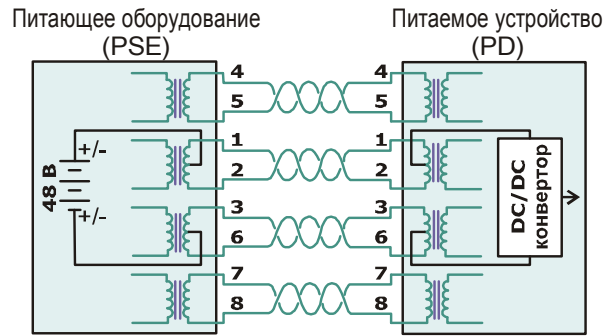 Питающее оборудование
(PSE)
Питаемое устройство
(PD)
4
5
1
2
3
6
7
8
4
5
1
2
3
6
7
8
+/-
48 В
+/-
DC/DC
конвертор